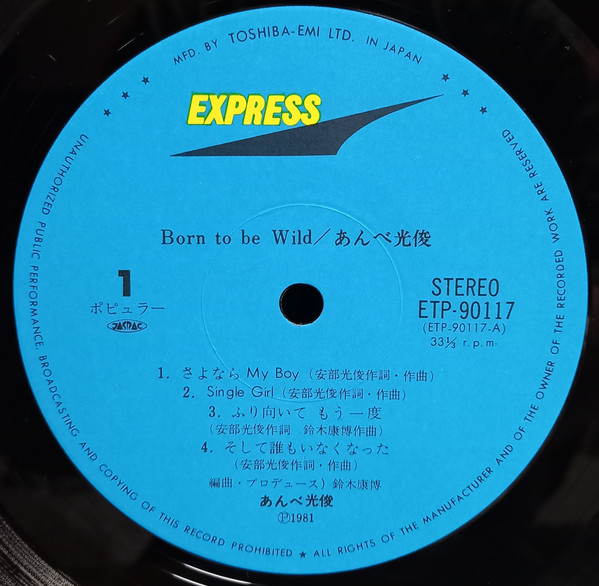 MFD. BY TOSHIBA-EMI LTD. IN JAPAN
EXPRESS
Born to be Wild／あんべ光俊
1
ポピュラー
JASRAC
STEREO
ETP-90117
(ETP-90117-A)
33⅓ r.p.m.
1. さよなら My Boy (安部光俊作詞・作曲)
2. Single Girl (安部光俊作詞・作曲)
3. ふり向いて もう一度
(安部光俊作詞 鈴木康博作曲)
4. そして誰もいなくなった
(安部光俊作詞・作曲)
編曲・プロデュース) 鈴木康博
あんべ光俊
Ⓟ1981
UNAUTHORIZED PUBLIC PERFORMANCE, BROADCASTING AND COPYING OF THIS RECORD PROHIBITED ★ ALL RIGHTS OF THE MANUFACTURER AND OF THE OWNER OF THE RECORDED WORK ARE RESERVED